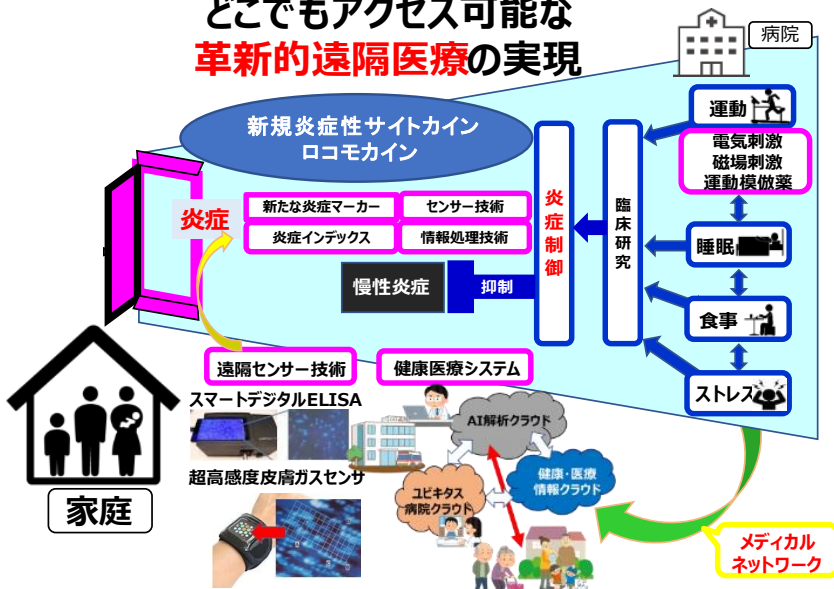 どこでもアクセス可能な
革新的遠隔医療の実現
病院
運動
電気刺激
磁場刺激
運動模倣薬
睡眠
食事
ストレス
臨床研究
炎症制御
新規炎症性サイトカイン
ロコモカイン
炎症
新たな炎症マーカー
センサー技術
炎症インデックス
情報処理技術
慢性炎症
抑制
遠隔センサー技術
健康医療システム
スマートデジタルELISA
超高感度皮膚ガスセンサ
家庭
AI解析クラウド
健康・医療
情報クラウド
ユビキタス
病院クラウド
メディカル
ネットワーク